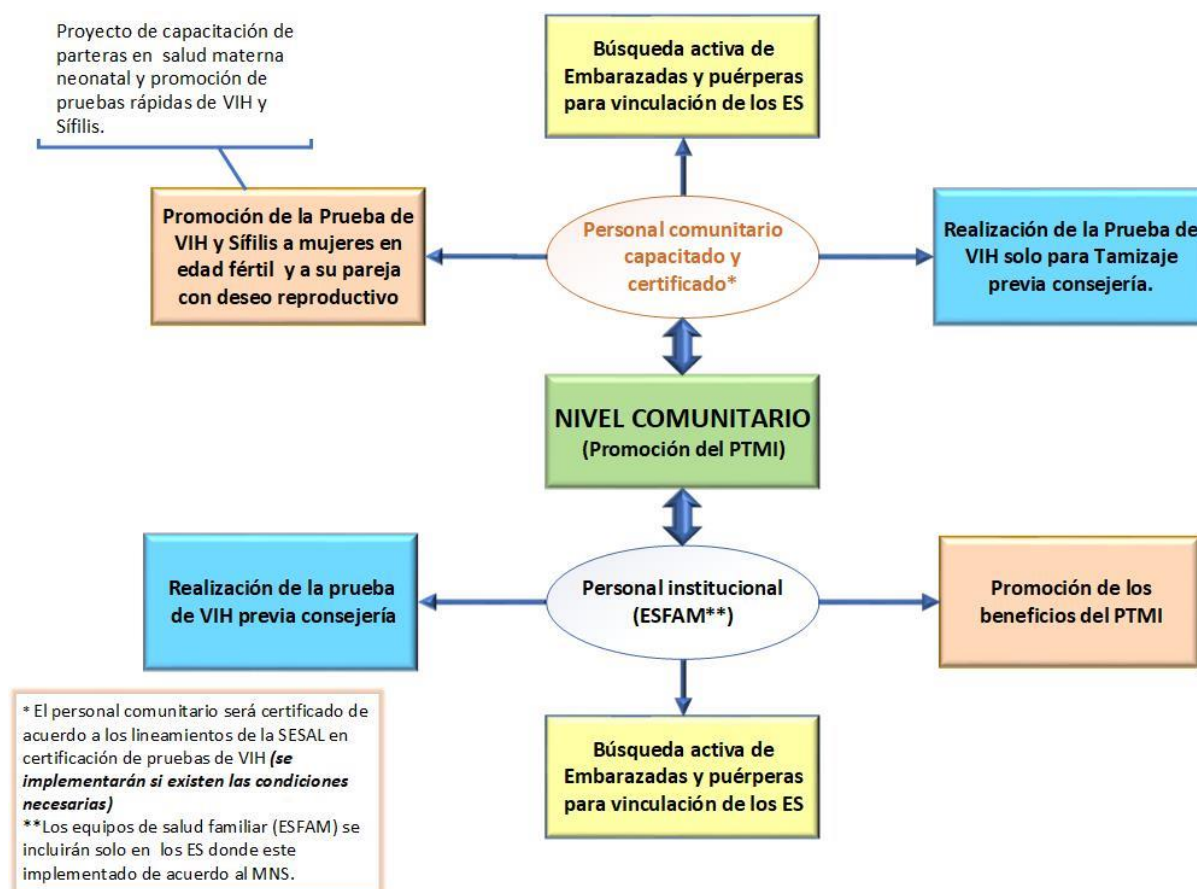 Proyecto de capacitación de
parteras en salud materna
neonatal y promoción de
pruebas rápidas de VIH y
Sífilis.
Búsqueda activa de
Embarazadas y puérperas
para vinculación de los ES
Promoción de la Prueba de
VIH y Sífilis a mujeres en
edad fértil y a su pareja
con deseo reproductivo
Personal comunitario
capacitado y
certificado*
Realización de la Prueba de
VIH solo para Tamizaje
previa consejería.
NIVEL COMUNITARIO
(Promoción del PTMI)
Realización de la prueba
de VIH previa consejería
Personal institucional
(ESFAM**)
Promoción de los
beneficios del PTMI
Búsqueda activa de
Embarazadas y puérperas
para vinculación de los ES
* El personal comunitario será certificado de
acuerdo a los lineamientos de la SESAL en
certificación de pruebas de VIH (se
implementarán si existen las condiciones
necesarias)
**Los equipos de salud familiar (ESFAM) se
incluirán solo en los ES donde este
implementado de acuerdo al MNS.